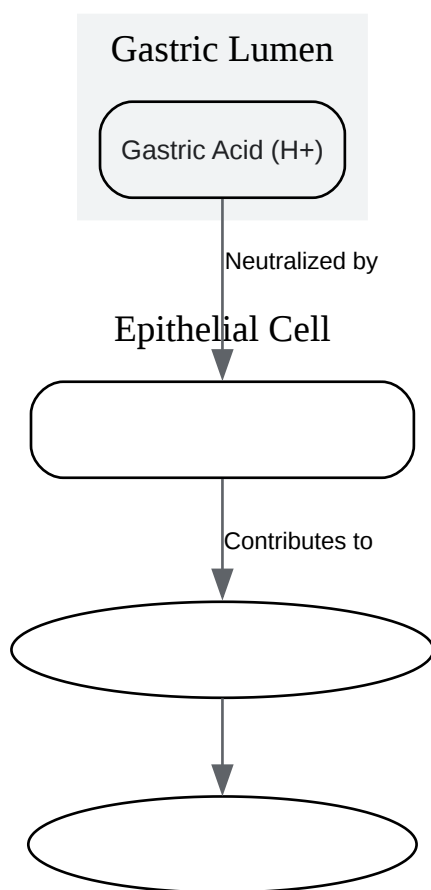 Gastric Lumen
Gastric Acid (H+)
Neutralized by
Epithelial Cell
Contributes to